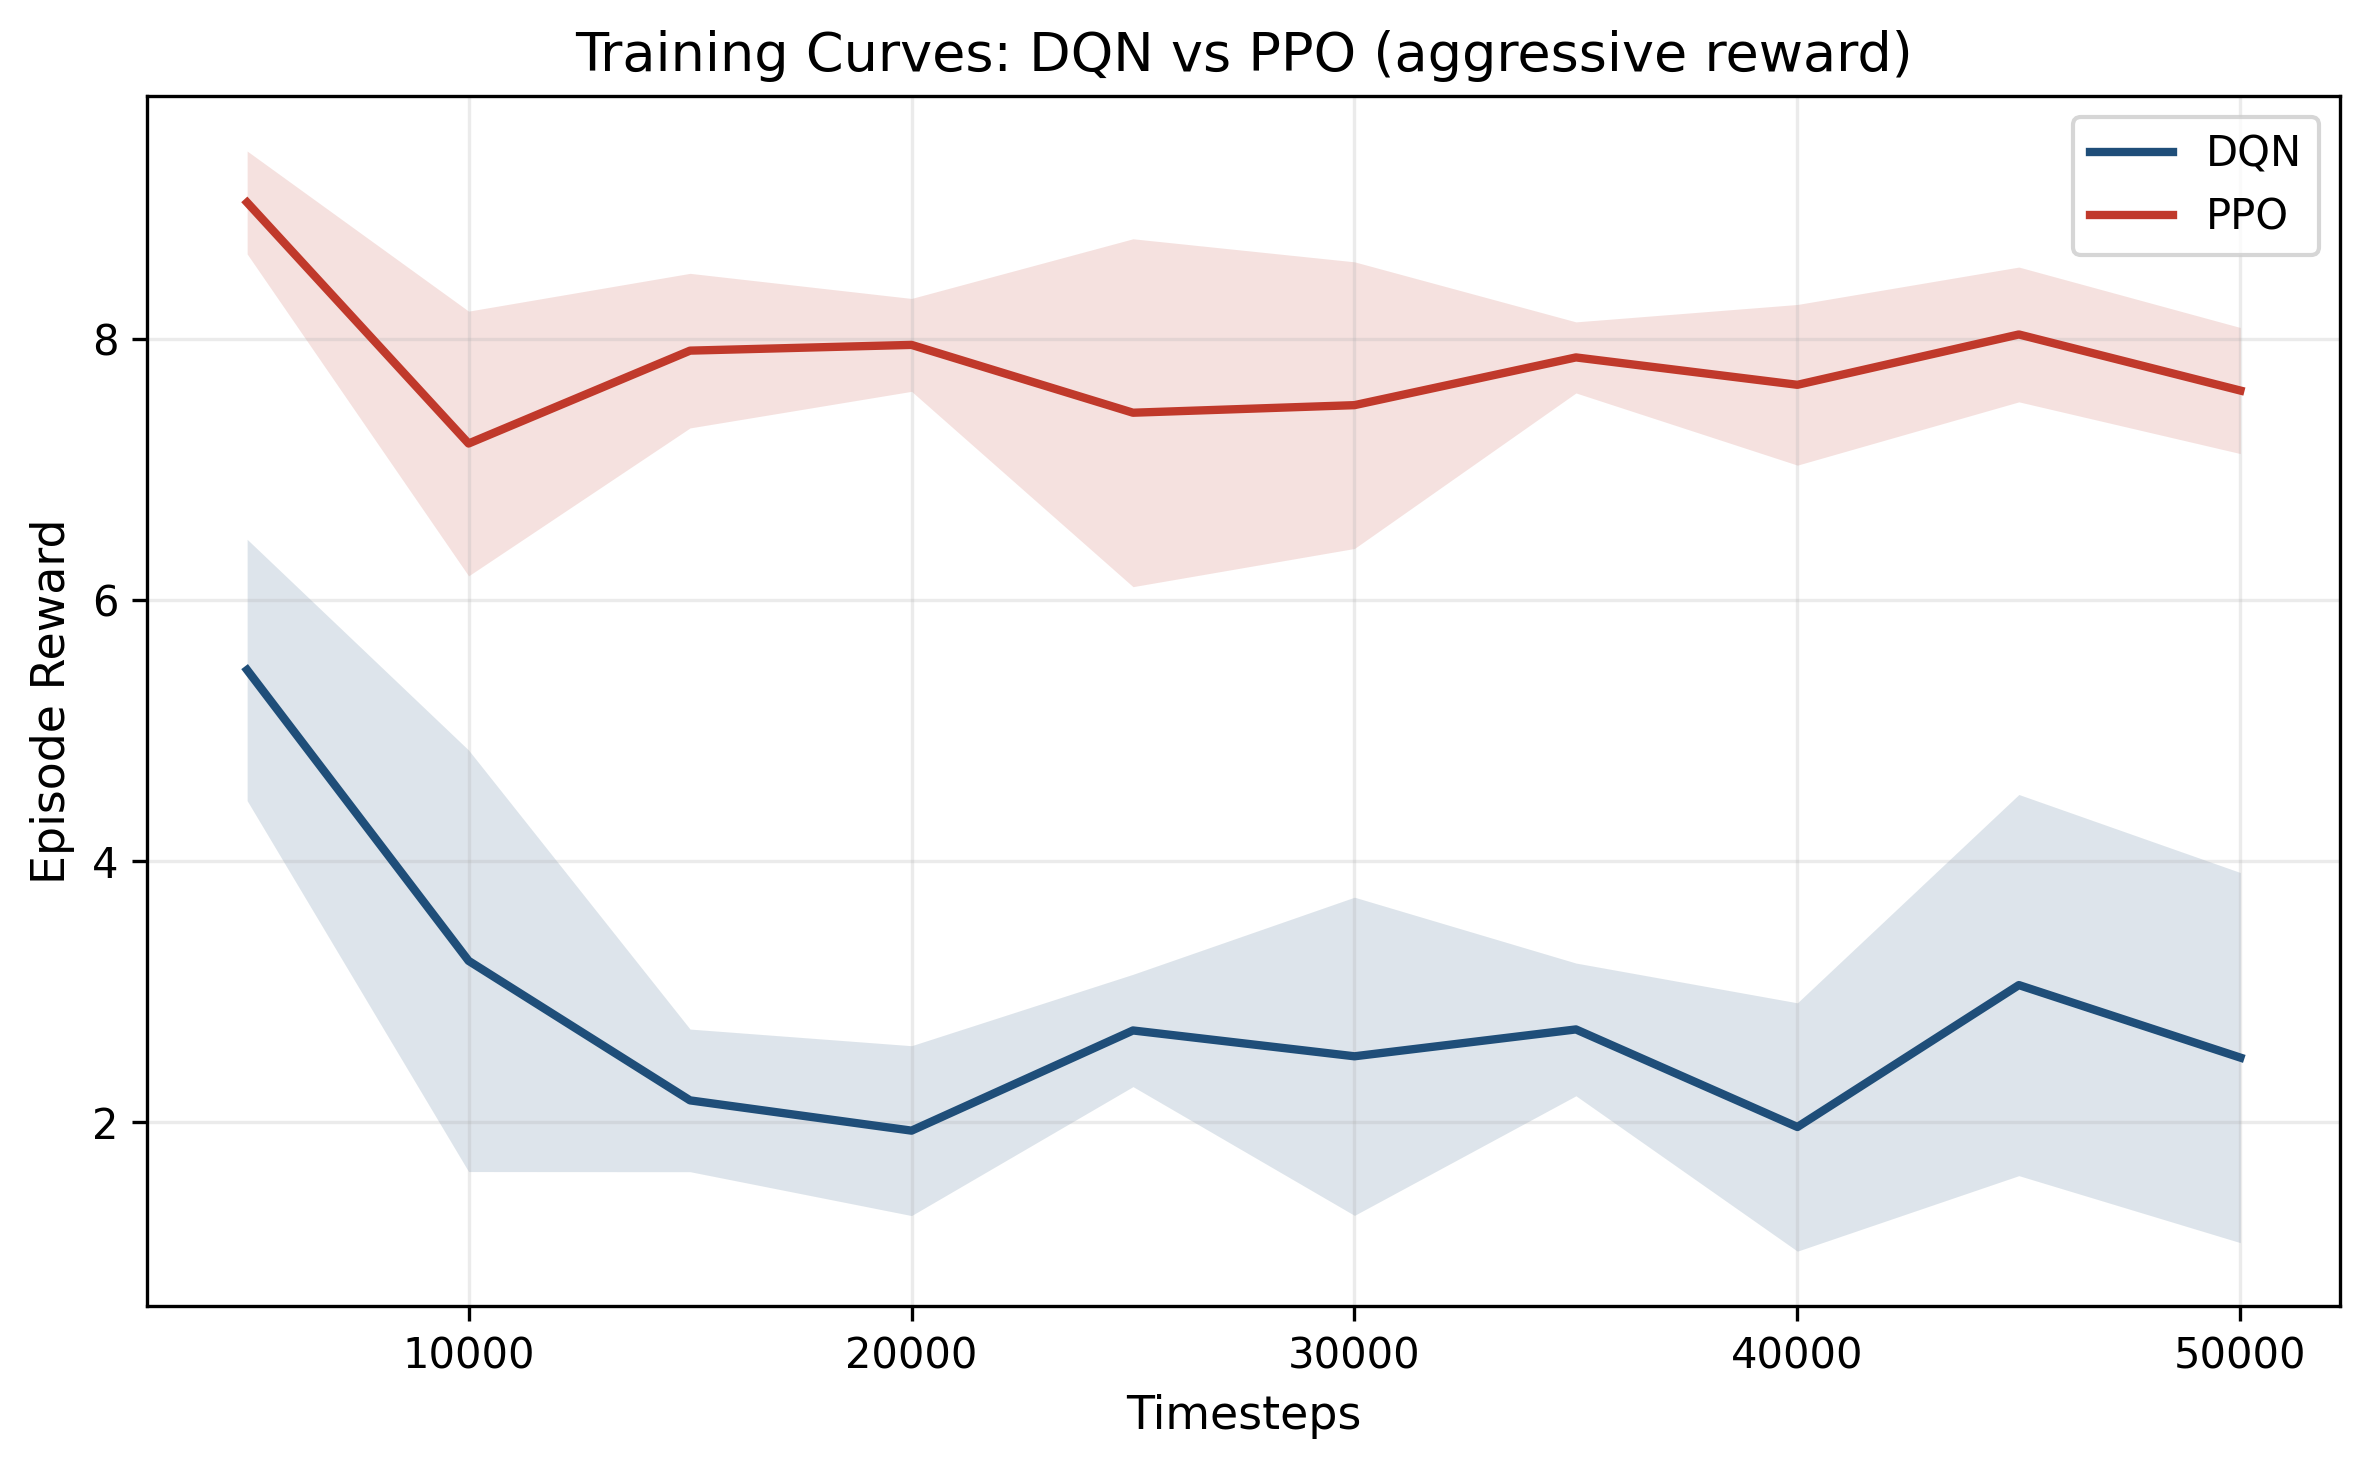 Training Curves: DQN vs PPO (aggressive reward)
DQN
PPO
Episode Reward
8
6
4
2
10000 20000 30000 40000 50000
Timesteps